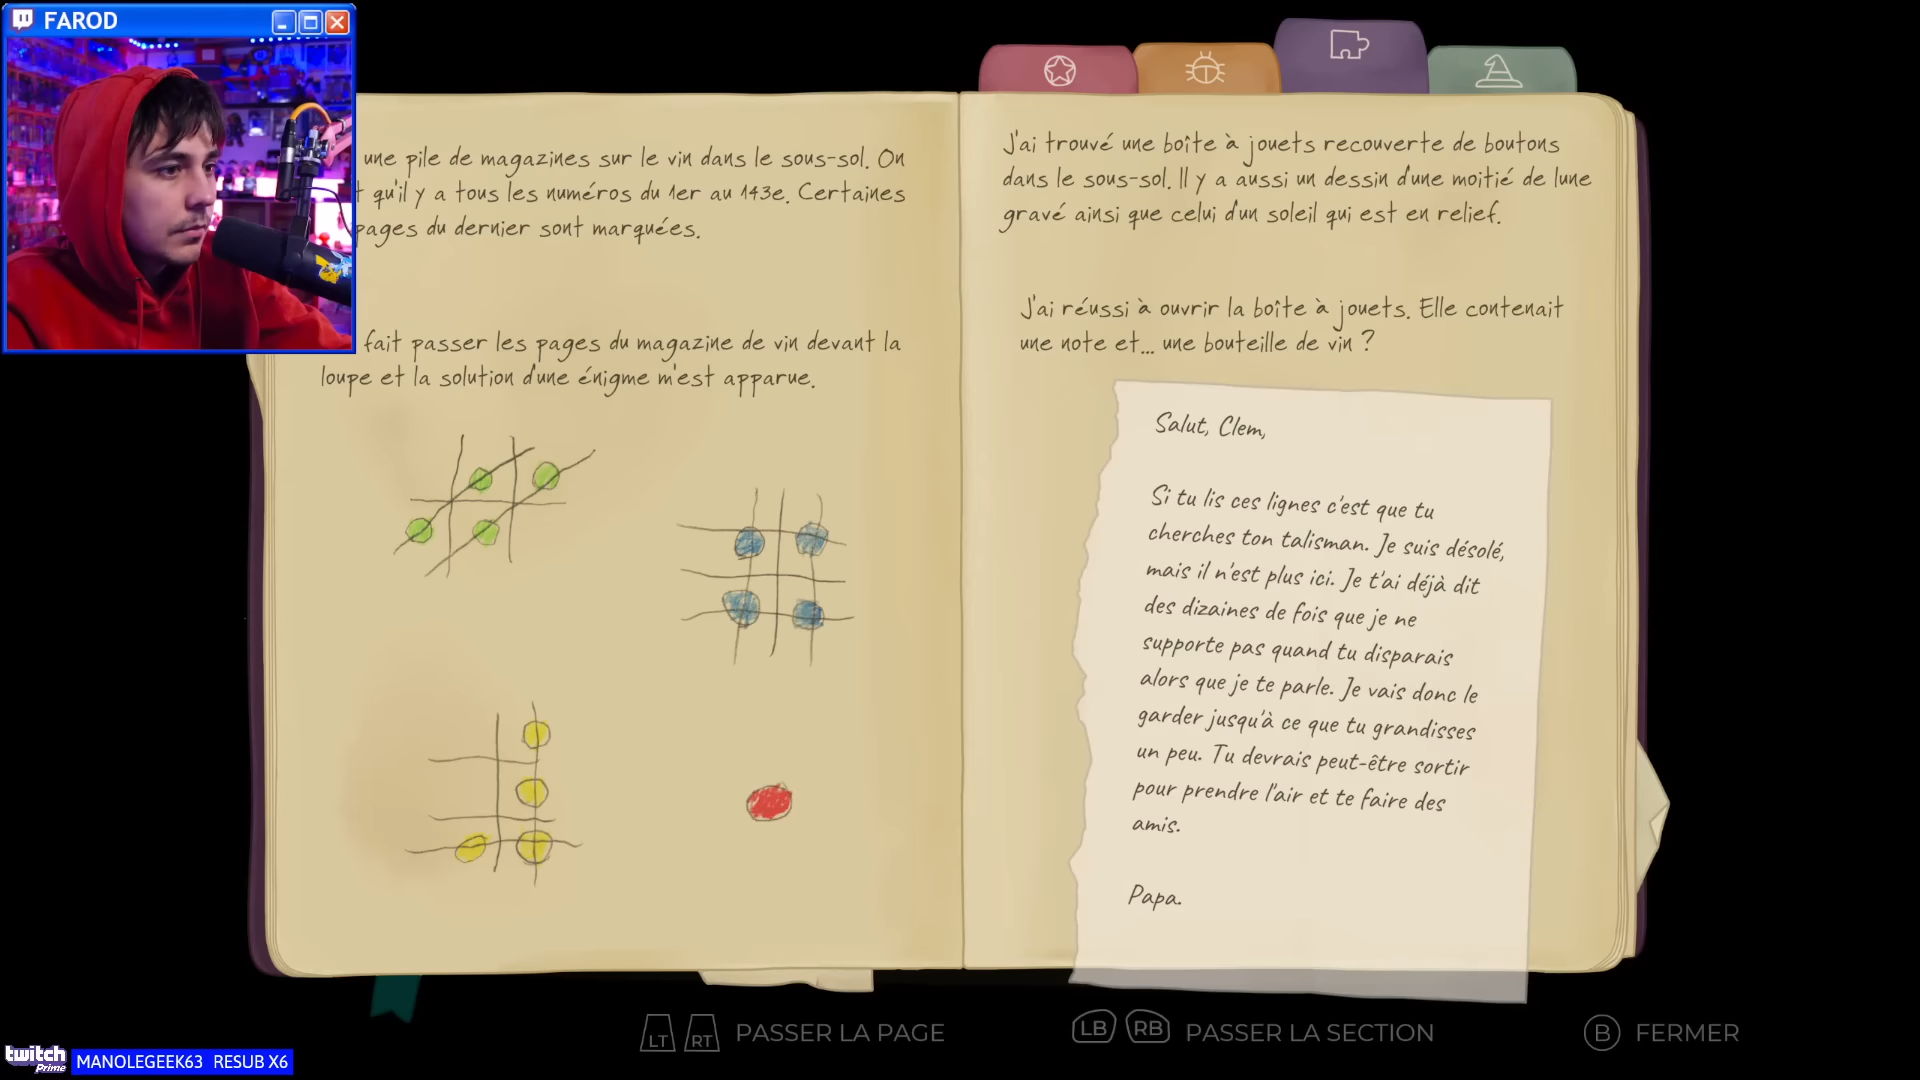 FAROD
une pile de magazines sur le vin dans le sous-sol. On
qu'il y a tous les numéros du 1er au 143e. Certaines
pages du dernier sont marquées.
fait passer les pages du magazine de vin devant la
loupe et la solution d'une énigme m'est apparue.
J'ai trouvé une boîte à jouets recouverte de boutons
dans le sous-sol. Il y a aussi un dessin d'une moitié de lune
gravé ainsi que celui d'un soleil qui est en relief.
J'ai réussi à ouvrir la boîte à jouets. Elle contenait
une note et... une bouteille de vin ?
Salut, Clem,
Si tu lis ces lignes c'est que tu
cherches ton talisman. Je suis désolé,
mais il n'est plus ici. Je t'ai déjà dit
des dizaines de fois que je ne
supporte pas quand tu disparais
alors que je te parle. Je vais donc le
garder jusqu'à ce que tu grandisses
un peu. Tu devrais peut-être sortir
pour prendre l'air et te faire des
amis.
Papa.
LT RT PASSER LA PAGE
LB RB PASSER LA SECTION
B FERMER
twitch
Prime
MANOLEGEEK63 RESUB X6